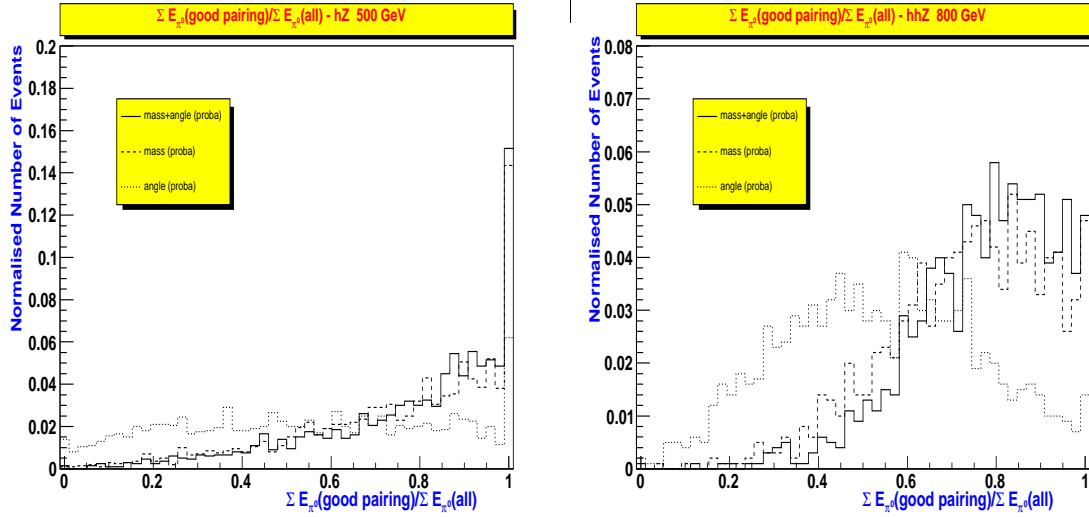 Σ E_π⁰(good pairing)/Σ E_π⁰(all) - hZ 500 GeV
Normalised Number of Events
0.2
0.18
0.16
0.14
0.12
0.1
0.08
0.06
0.04
0.02
0
mass+angle (proba)
mass (proba)
angle (proba)
0 0.2 0.4 0.6 0.8 1
Σ E_π⁰(good pairing)/Σ E_π⁰(all)
Σ E_π⁰(good pairing)/Σ E_π⁰(all) - hhZ 800 GeV
Normalised Number of Events
0.08
0.07
0.06
0.05
0.04
0.03
0.02
0.01
0
mass+angle (proba)
mass (proba)
angle (proba)
0 0.2 0.4 0.6 0.8 1
Σ E_π⁰(good pairing)/Σ E_π⁰(all)